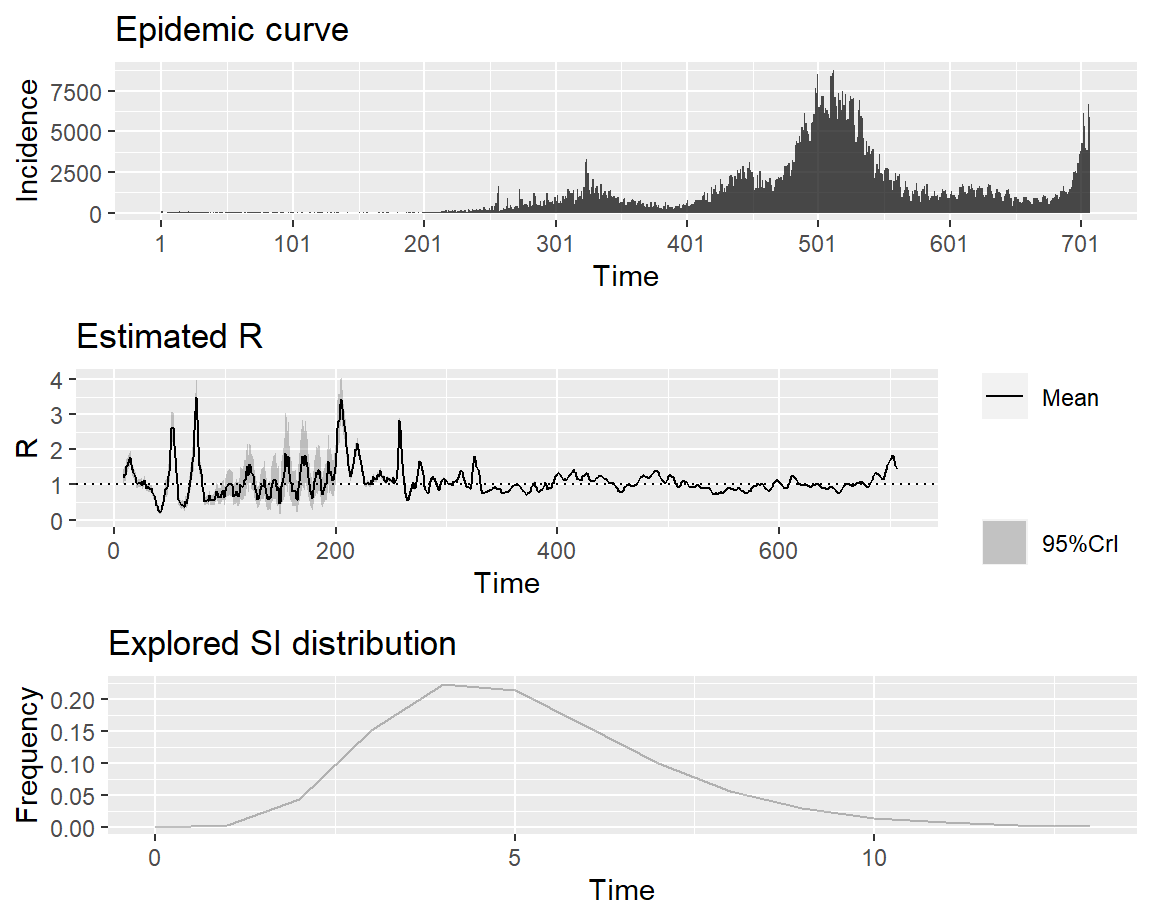 Epidemic curve
Incidence
7500
5000
2500
0
1 101 201 301 401 501 601 701
Time
Estimated R
R
4
3
2
1
0
0 200 400 600
Time
Mean
95%CrI
Explored SI distribution
Frequency
0.20
0.15
0.10
0.05
0.00
0 5 10
Time